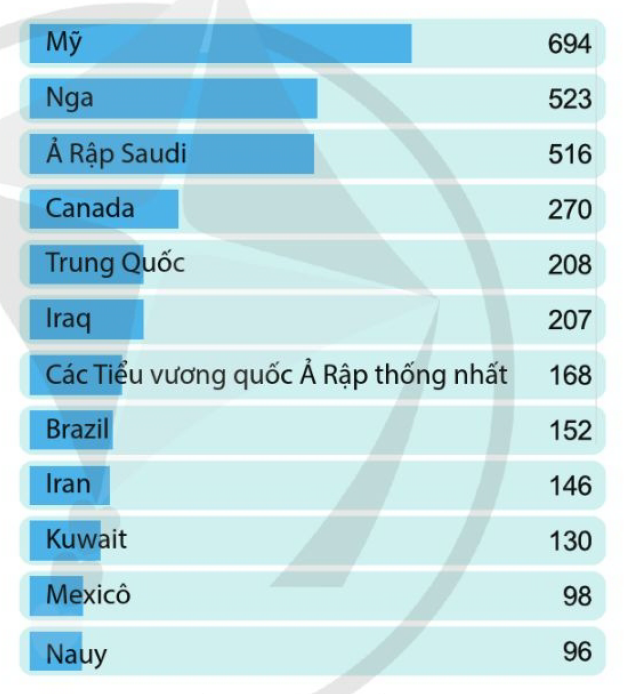 Mỹ 694
Nga 523
Ả Rập Saudi 516
Canada 270
Trung Quốc 208
Iraq 207
Các Tiểu vương quốc Ả Rập thống nhất 168
Brazil 152
Iran 146
Kuwait 130
Mexicô 98
Nauy 96